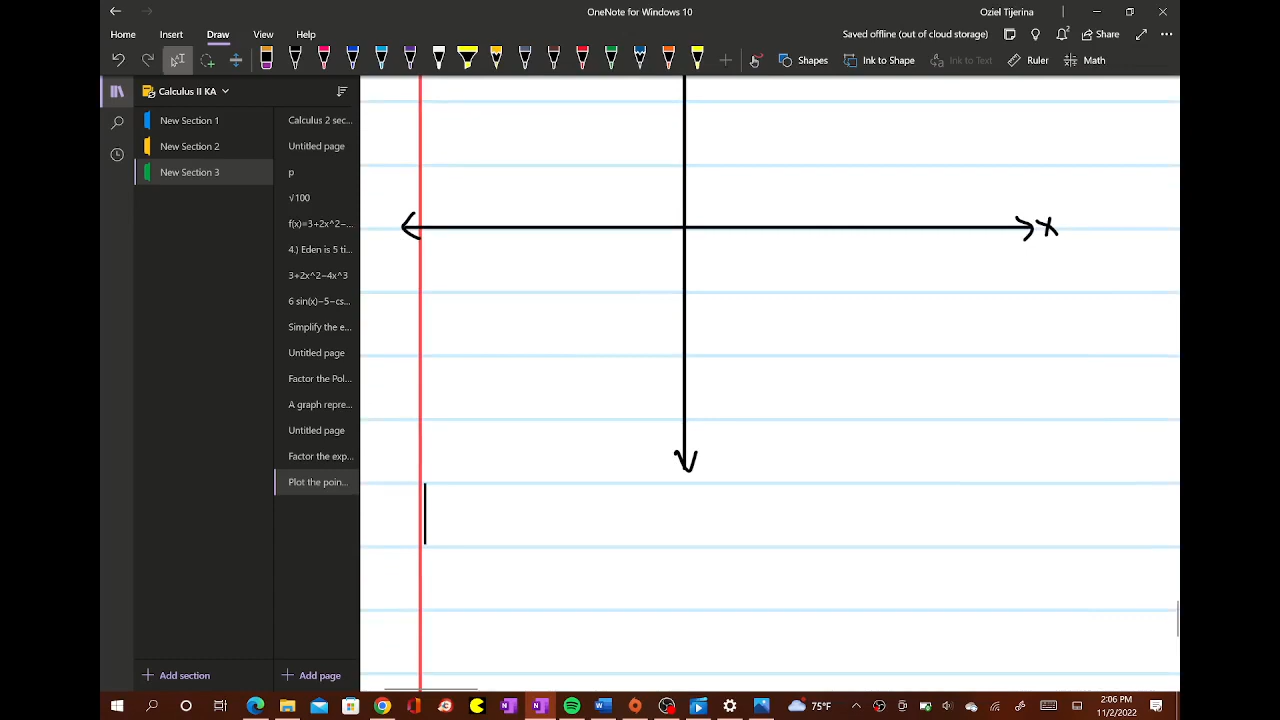 OneNote for Windows 10
Oziel Tijerina
Home Insert Draw View Help
Saved offline (out of cloud storage)
Share
Shapes
Ink to Shape
Ink to Text
Ruler
Math
Calculus II KA
New Section 1
New Section 2
New Section 3
Calculus 2 sec...
Untitled page
p
√100
f(x)=3+2x^2−...
4.) Eden is 5 ti...
3+2x^2−4x^3
6 sin(x)−5−cs...
Simplify the e...
Untitled page
Factor the Pol...
A graph repre...
Untitled page
Factor the exp...
Plot the poin...
x
Add section
Add page
75°F
2:06 PM
11/2/2022